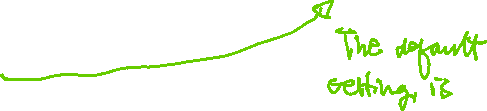 The default
setting, is